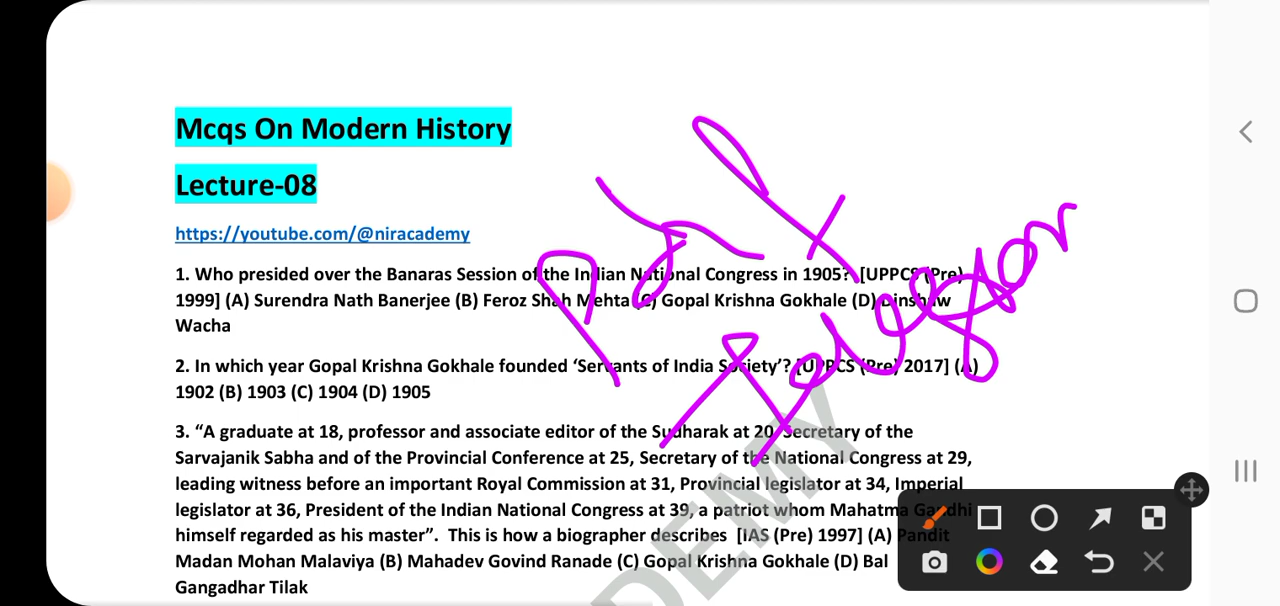 Mcqs On Modern History
Lecture-08
https://youtube.com/@niracademy
1. Who presided over the Banaras Session of the Indian National Congress in 1905? [UPPCS (Pre)
1999] (A) Surendra Nath Banerjee (B) Feroz Shah Mehta (C) Gopal Krishna Gokhale (D) Dinshaw
Wacha
2. In which year Gopal Krishna Gokhale founded ‘Servants of India Society’? [UPPCS (Pre) 2017] (A)
1902 (B) 1903 (C) 1904 (D) 1905
3. “A graduate at 18, professor and associate editor of the Sudharak at 20, Secretary of the
Sarvajanik Sabha and of the Provincial Conference at 25, Secretary of the National Congress at 29,
leading witness before an important Royal Commission at 31, Provincial legislator at 34, Imperial
legislator at 36, President of the Indian National Congress at 39, a patriot whom Mahatma Gandhi
himself regarded as his master”. This is how a biographer describes [IAS (Pre) 1997] (A) Pandit
Madan Mohan Malaviya (B) Mahadev Govind Ranade (C) Gopal Krishna Gokhale (D) Bal
Gangadhar Tilak
DEMY